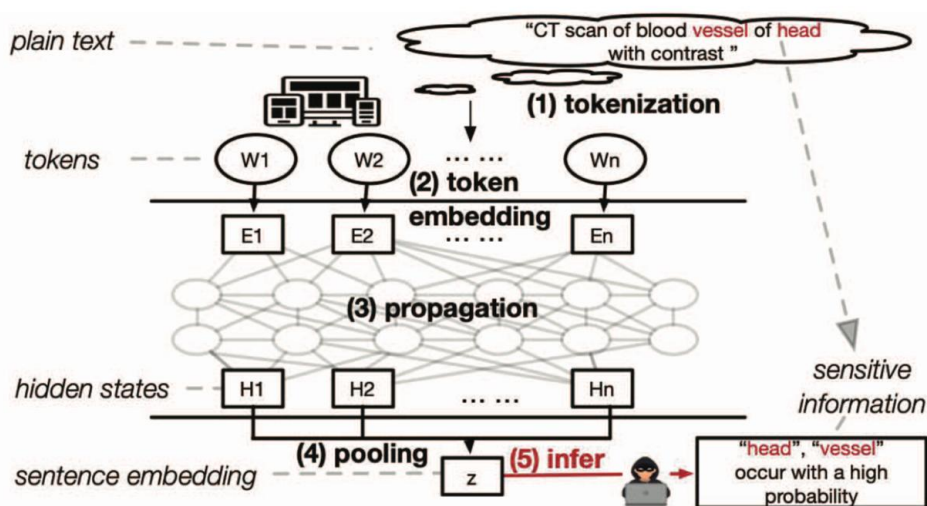 plain text
“CT scan of blood vessel of head
with contrast ”
(1) tokenization
tokens
W1 W2 ... ... Wn
(2) token
embedding
E1 E2 ... ... En
(3) propagation
hidden states
H1 H2 ... ... Hn
sensitive
information
(4) pooling
(5) infer
sentence embedding
z
“head”, “vessel”
occur with a high
probability